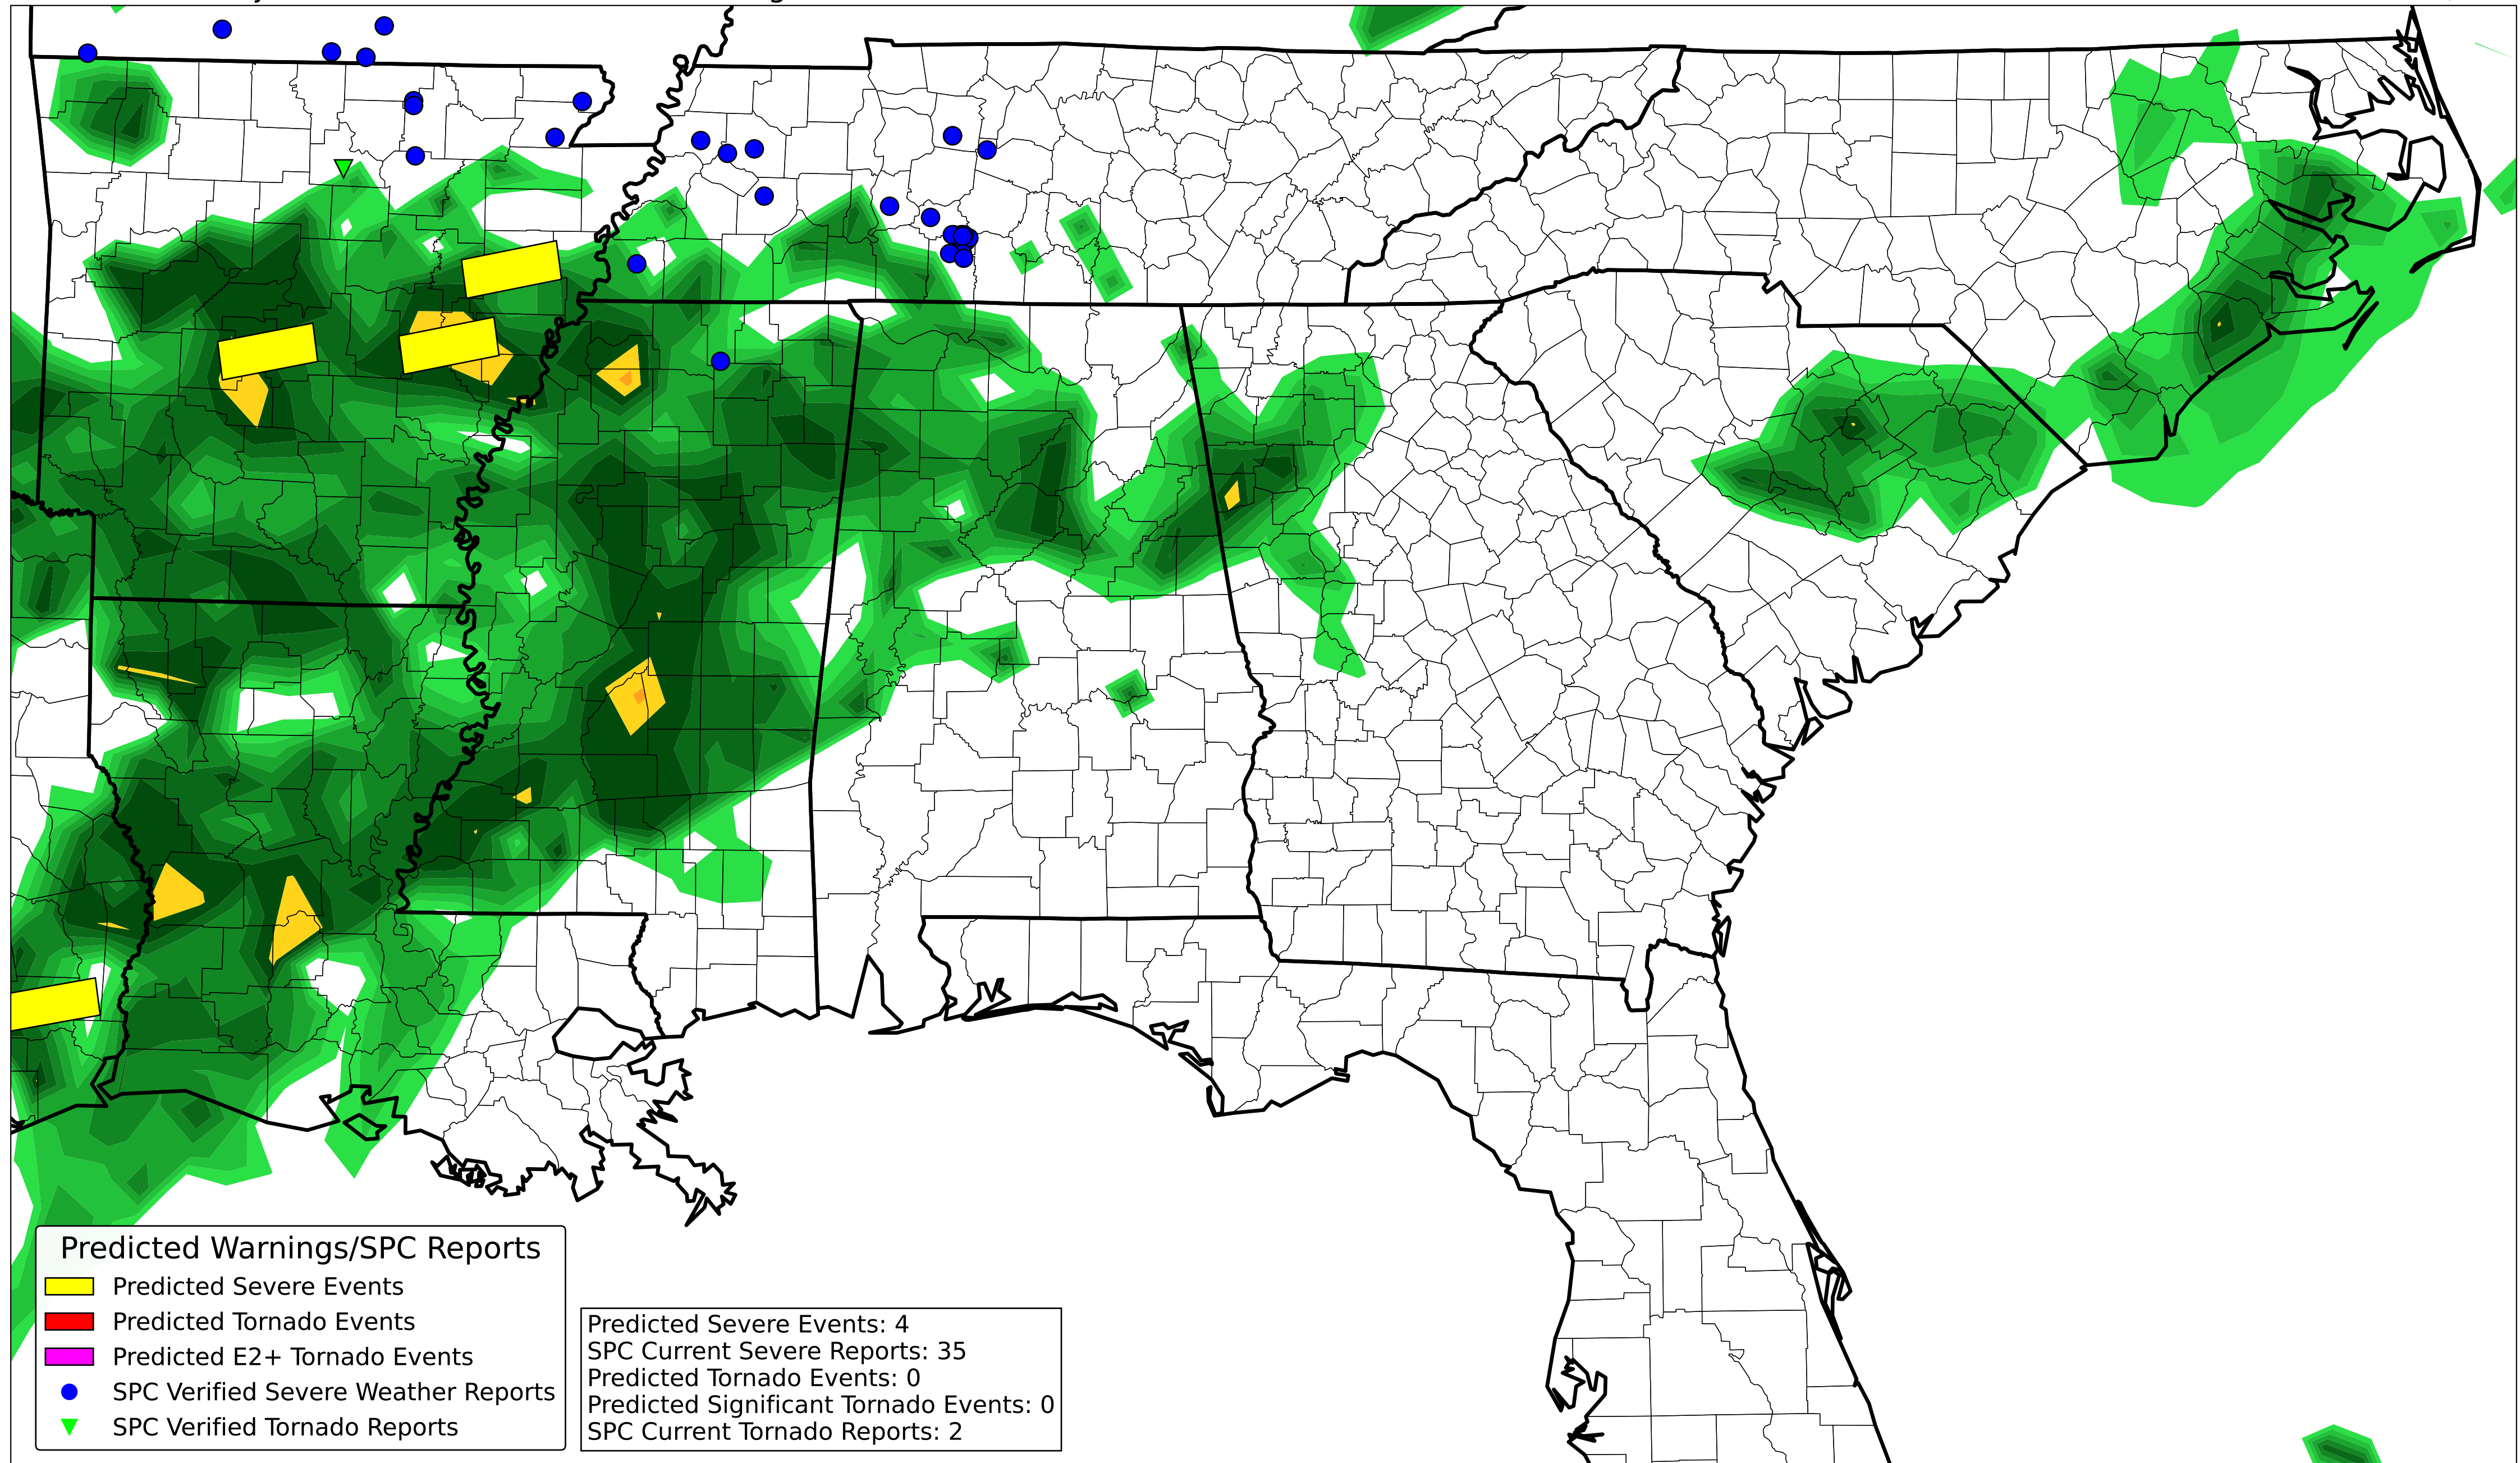 Predicted Warnings/SPC Reports
Predicted Severe Events
Predicted Tornado Events
Predicted E2+ Tornado Events
SPC Verified Severe Weather Reports
SPC Verified Tornado Reports
Predicted Severe Events: 4
SPC Current Severe Reports: 35
Predicted Tornado Events: 0
Predicted Significant Tornado Events: 0
SPC Current Tornado Reports: 2